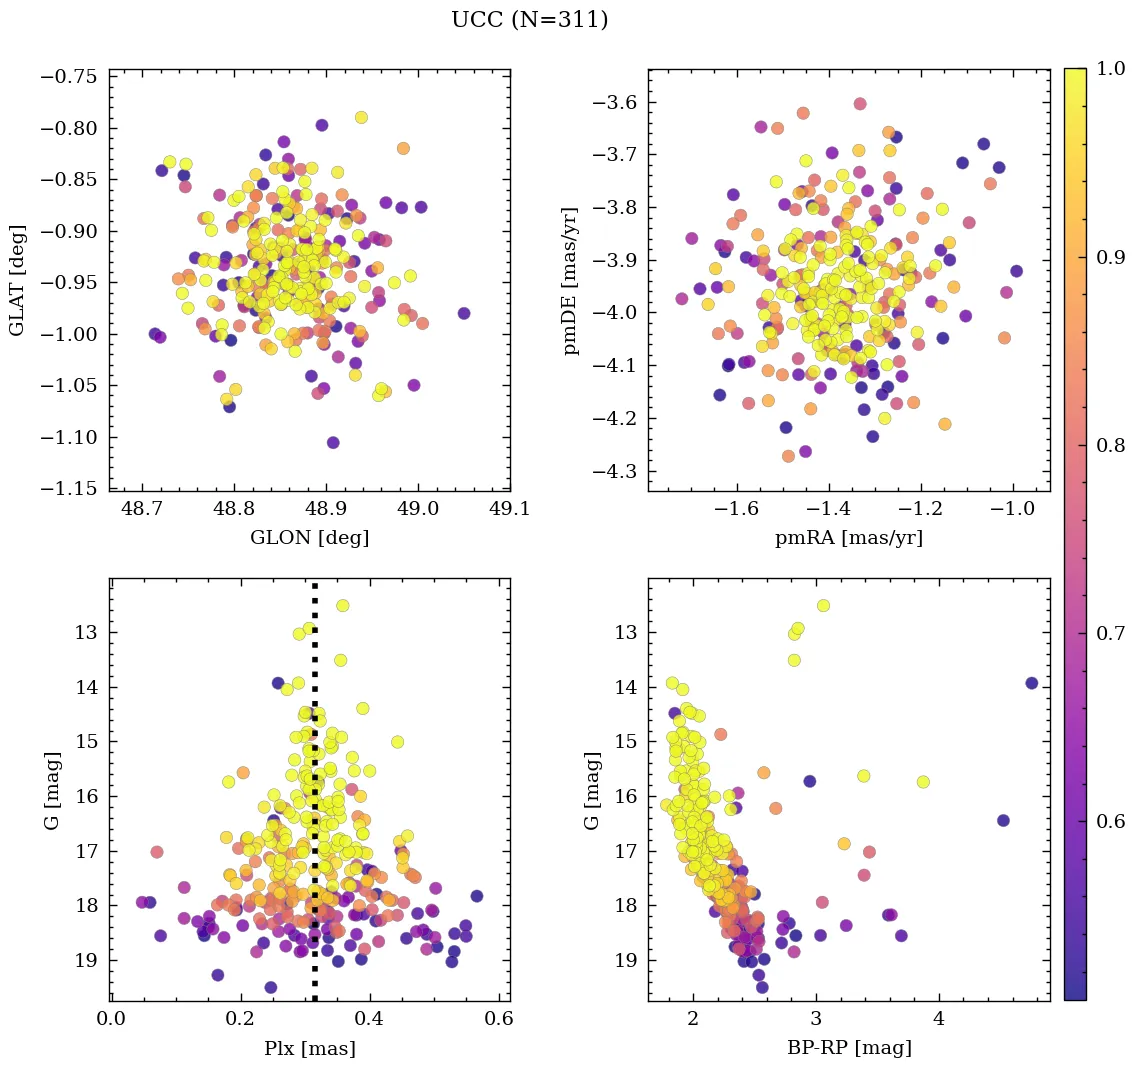 UCC (N=311)
−0.75
−0.80
−0.85
−0.90
−0.95
−1.00
−1.05
−1.10
−1.15
GLAT [deg]
48.7 48.8 48.9 49.0 49.1
GLON [deg]
−3.6
−3.7
−3.8
−3.9
−4.0
−4.1
−4.2
−4.3
pmDE [mas/yr]
−1.6 −1.4 −1.2 −1.0
pmRA [mas/yr]
13
14
15
16
17
18
19
G [mag]
0.0 0.2 0.4 0.6
Plx [mas]
13
14
15
16
17
18
19
G [mag]
2 3 4
BP-RP [mag]
1.0
0.9
0.8
0.7
0.6